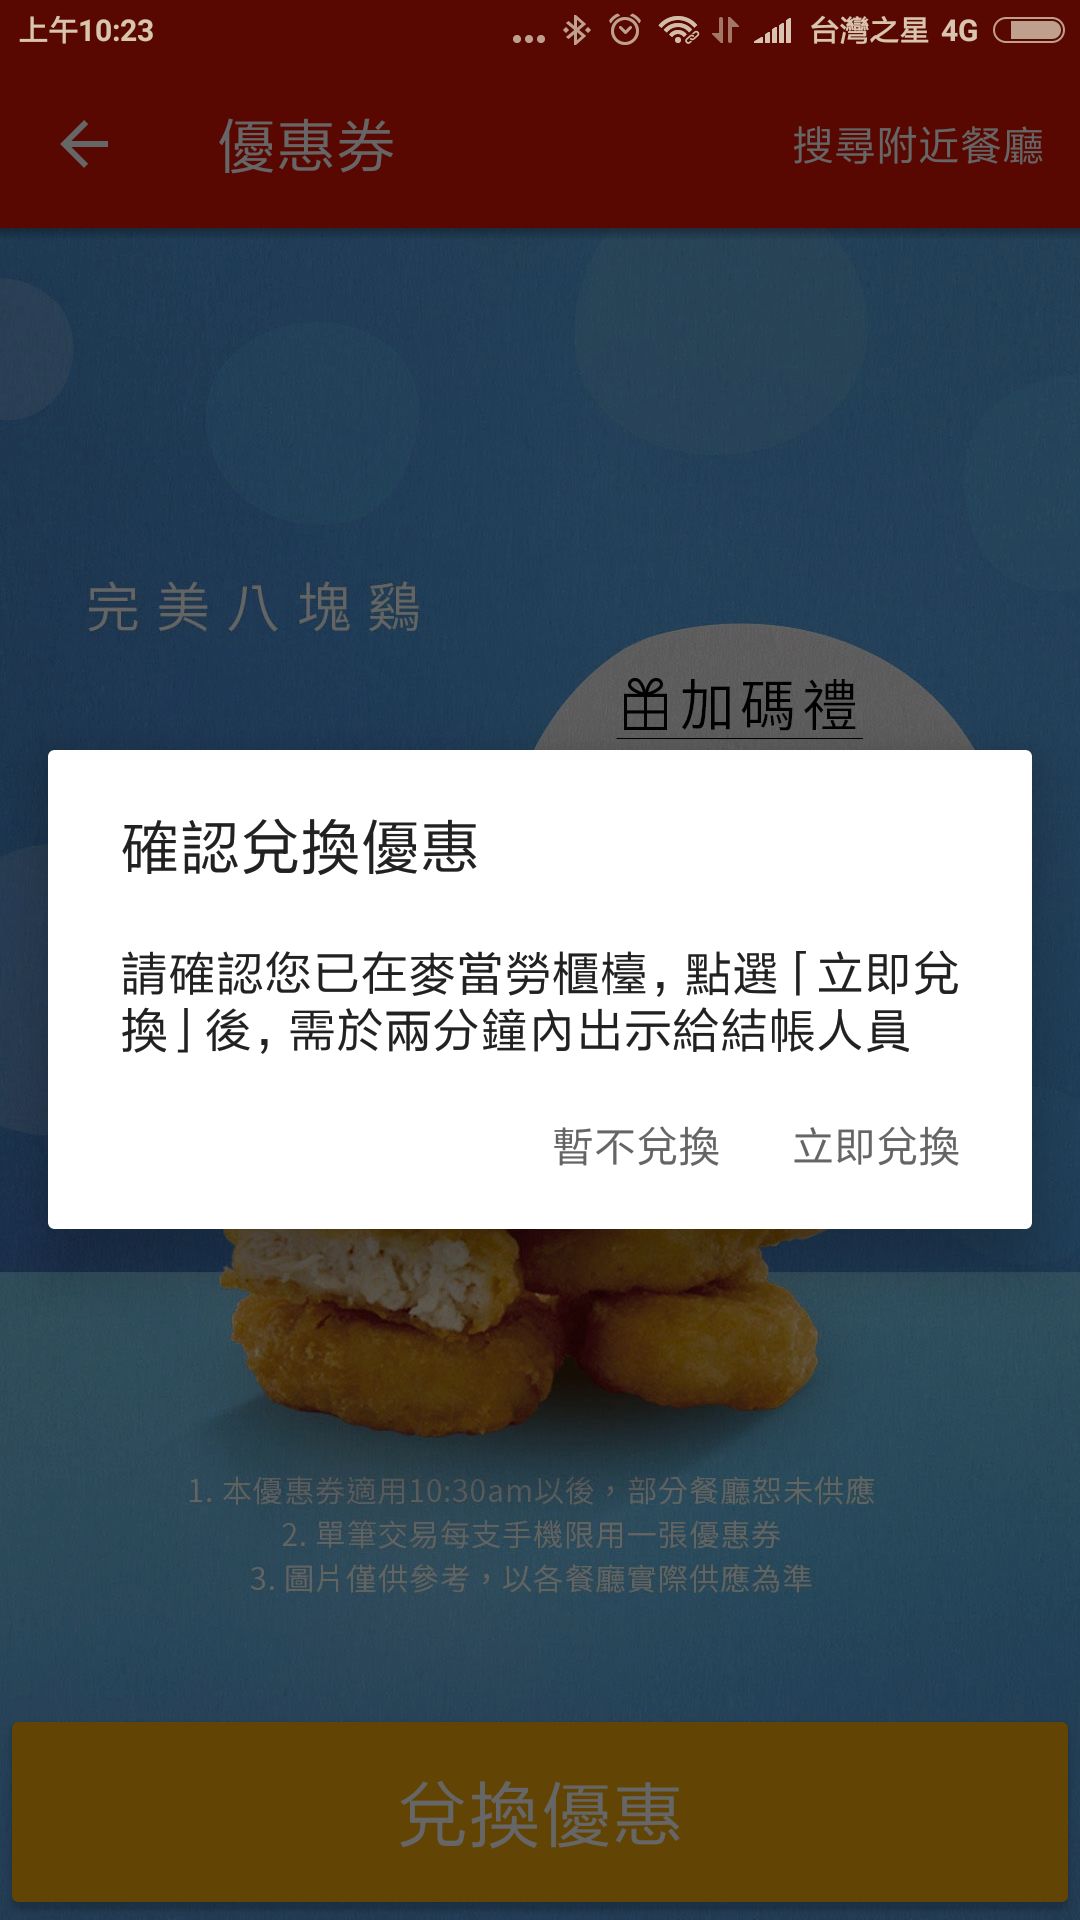 上午10:23
台灣之星 4G
優惠券
搜尋附近餐廳
完美八塊鷄
加碼禮
確認兌換優惠
請確認您已在麥當勞櫃檯，點選「立即兌
換」後，需於兩分鐘內出示給結帳人員
暫不兌換
立即兌換
1. 本優惠券適用10:30am以後，部分餐廳恕未供應
2. 單筆交易每支手機限用一張優惠券
3. 圖片僅供參考，以各餐廳實際供應為準
兌換優惠